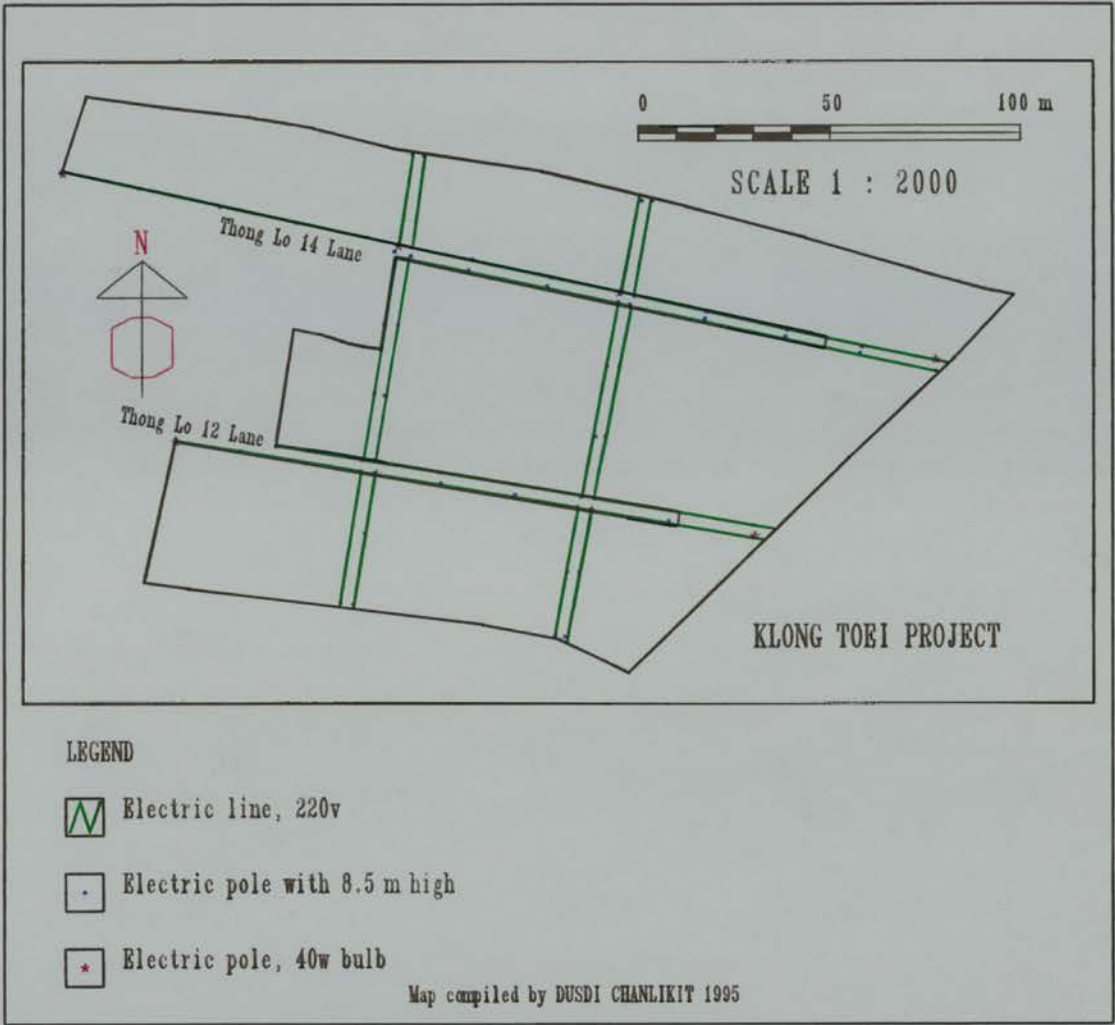 0 50 100 m
SCALE 1 : 2000
Thong Lo 14 Lane
N
Thong Lo 12 Lane
KLONG TOEI PROJECT
LEGEND
Electric line, 220v
Electric pole with 8.5 m high
Electric pole, 40w bulb
Map compiled by DUSDI CHANLIKIT 1995